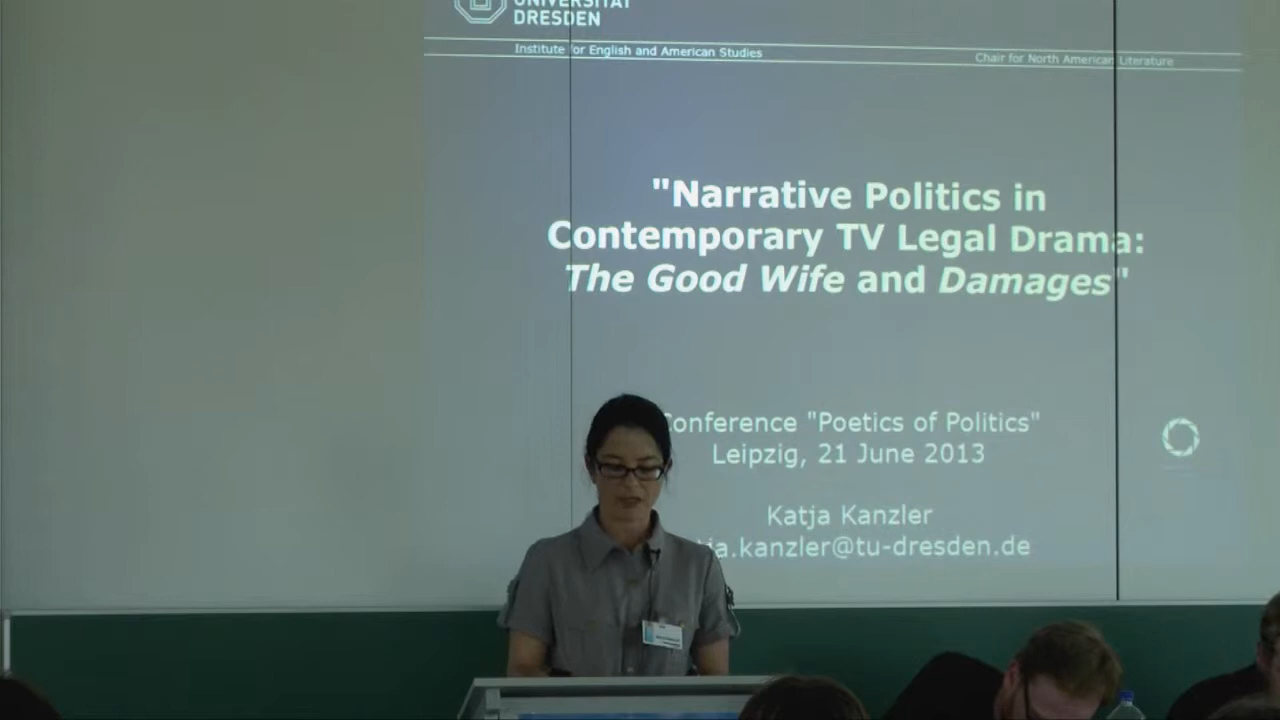 UNIVERSITÄT
DRESDEN
Institute for English and American Studies
Chair for North American Literature
"Narrative Politics in
Contemporary TV Legal Drama:
The Good Wife and Damages"
Conference "Poetics of Politics"
Leipzig, 21 June 2013
Katja Kanzler
ja.kanzler@tu-dresden.de